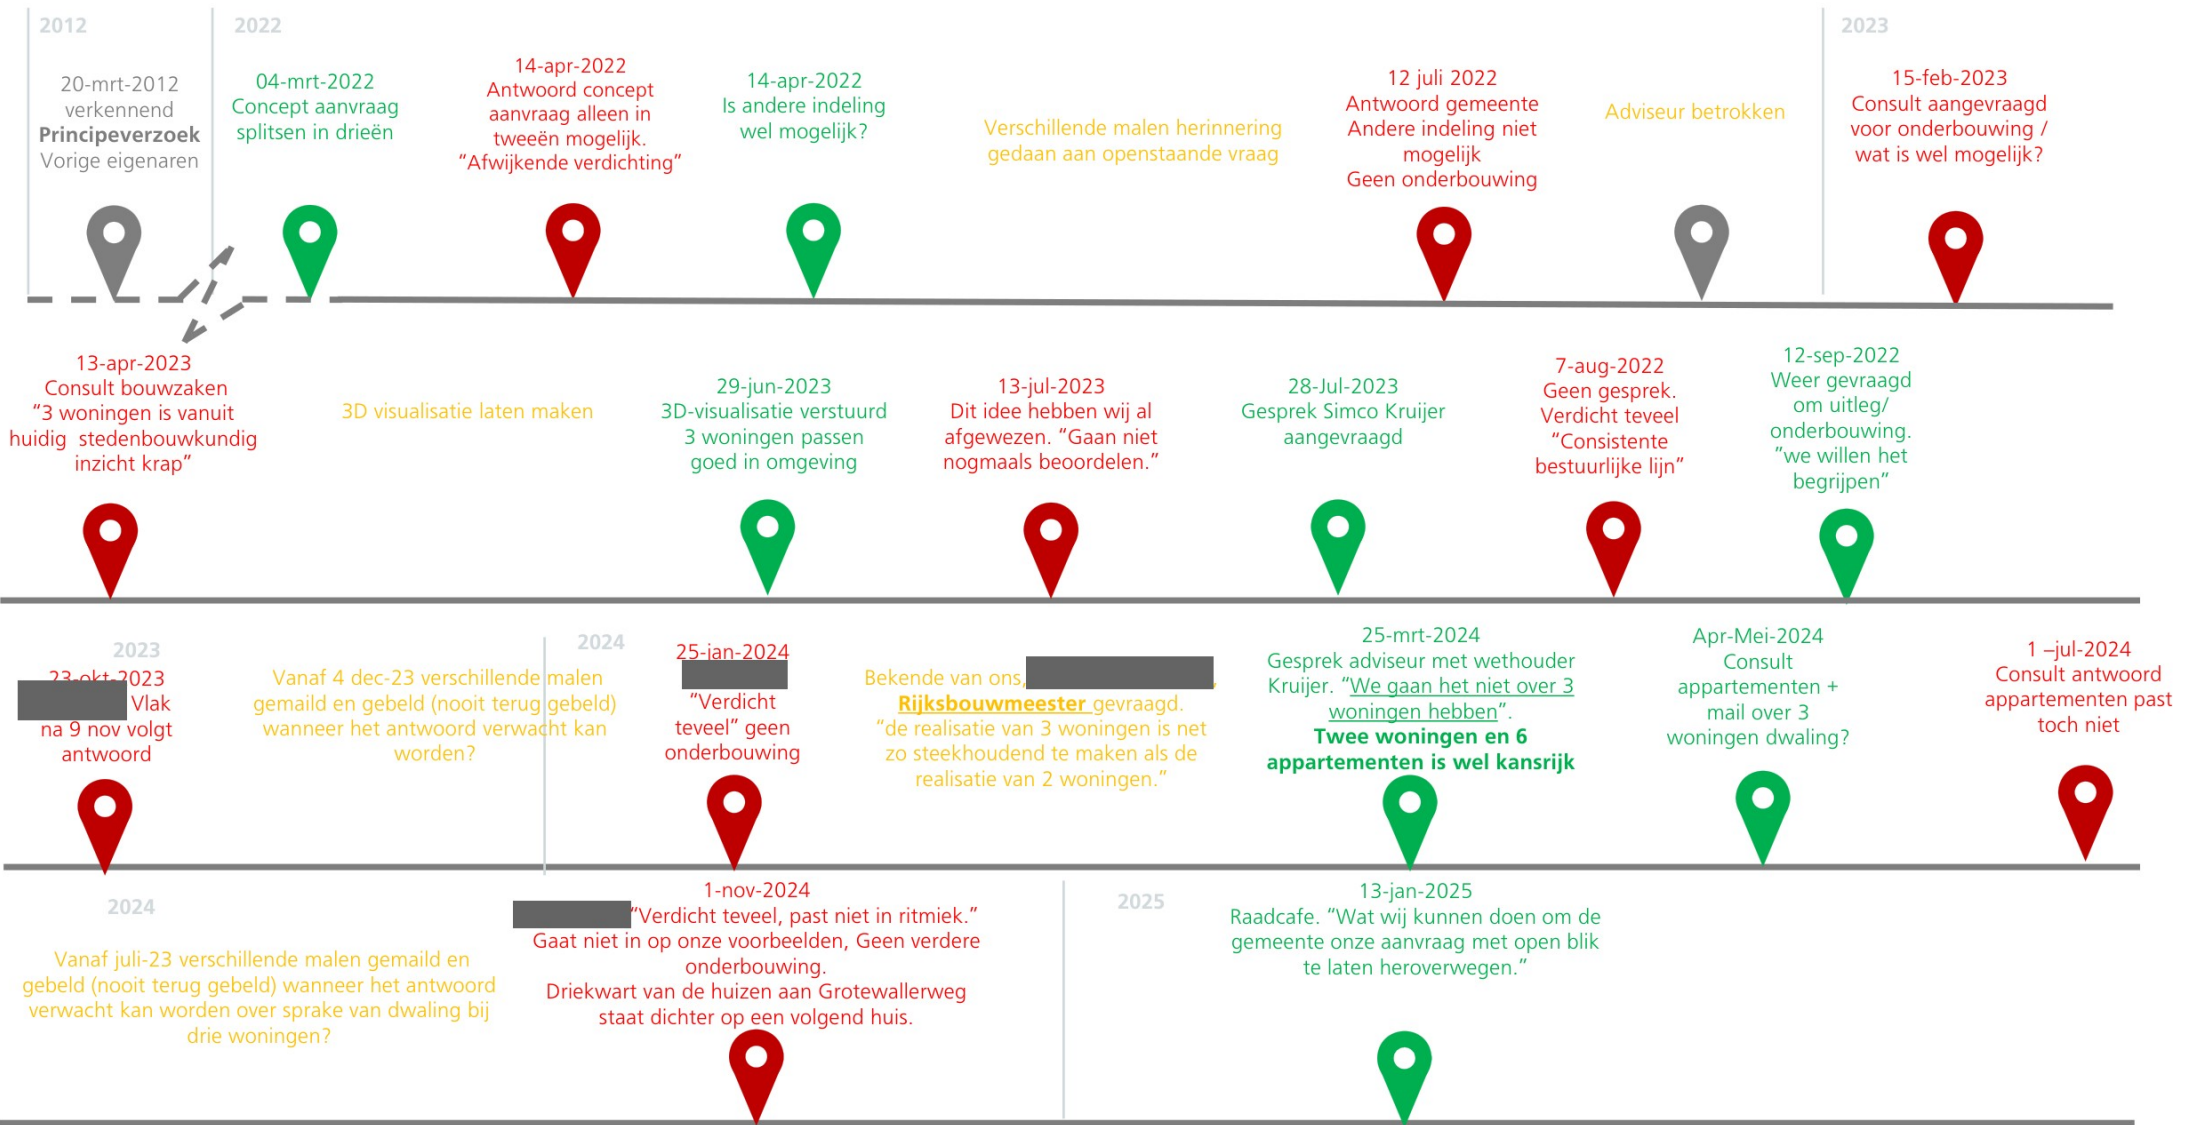 2012
20-mrt-2012
verkennend
Principeverzoek
Vorige eigenaren
2022
04-mrt-2022
Concept aanvraag
splitsen in drieën
14-apr-2022
Antwoord concept
aanvraag alleen in
tweeën mogelijk.
“Afwijkende verdichting”
14-apr-2022
Is andere indeling
wel mogelijk?
Verschillende malen herinnering
gedaan aan openstaande vraag
12 juli 2022
Antwoord gemeente
Andere indeling niet
mogelijk
Geen onderbouwing
Adviseur betrokken
2023
15-feb-2023
Consult aangevraagd
voor onderbouwing /
wat is wel mogelijk?
13-apr-2023
Consult bouwzaken
“3 woningen is vanuit
huidig stedenbouwkundig
inzicht krap”
3D visualisatie laten maken
29-jun-2023
3D-visualisatie verstuurd
3 woningen passen
goed in omgeving
13-jul-2023
Dit idee hebben wij al
afgewezen. “Gaan niet
nogmaals beoordelen.”
28-Jul-2023
Gesprek Simco Kruijer
aangevraagd
7-aug-2022
Geen gesprek.
Verdicht teveel
“Consistente
bestuurlijke lijn”
12-sep-2022
Weer gevraagd
om uitleg/
onderbouwing.
“we willen het
begrijpen”
2023
23-okt-2023
Vlak
na 9 nov volgt
antwoord
Vanaf 4 dec-23 verschillende malen
gemaild en gebeld (nooit terug gebeld)
wanneer het antwoord verwacht kan
worden?
2024
25-jan-2024
“Verdicht
teveel” geen
onderbouwing
Bekende van ons, ,
Rijksbouwmeester gevraagd.
“de realisatie van 3 woningen is net
zo steekhoudend te maken als de
realisatie van 2 woningen.”
25-mrt-2024
Gesprek adviseur met wethouder
Kruijer. “We gaan het niet over 3
woningen hebben”.
Twee woningen en 6
appartementen is wel kansrijk
Apr-Mei-2024
Consult
appartementen +
mail over 3
woningen dwaling?
1 –jul-2024
Consult antwoord
appartementen past
toch niet
2024
Vanaf juli-23 verschillende malen gemaild en
gebeld (nooit terug gebeld) wanneer het antwoord
verwacht kan worden over sprake van dwaling bij
drie woningen?
1-nov-2024
“Verdicht teveel, past niet in ritmiek.”
Gaat niet in op onze voorbeelden, Geen verdere
onderbouwing.
Driekwart van de huizen aan Grotewallerweg
staat dichter op een volgend huis.
2025
13-jan-2025
Raadcafe. “Wat wij kunnen doen om de
gemeente onze aanvraag met open blik
te laten heroverwegen.”